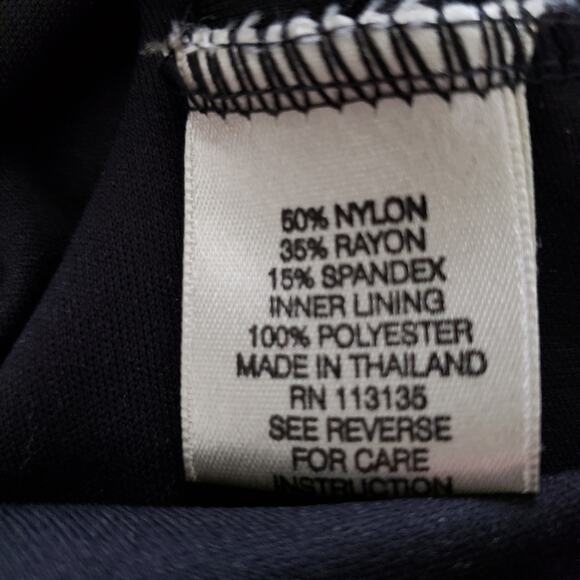 50% NYLON
35% RAYON
15% SPANDEX
INNER LINING
100% POLYESTER
MADE IN THAILAND
RN 113135
SEE REVERSE
FOR CARE
INSTRUCTION